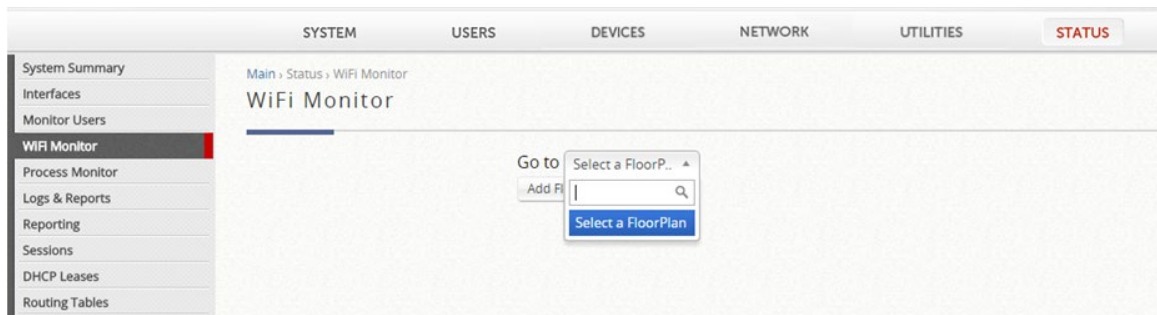 SYSTEM USERS DEVICES NETWORK UTILITIES STATUS
System Summary
Interfaces
Monitor Users
WiFi Monitor
Process Monitor
Logs & Reports
Reporting
Sessions
DHCP Leases
Routing Tables
Main › Status › WiFi Monitor
WiFi Monitor
Go to Select a FloorP..
Add Fl
Select a FloorPlan